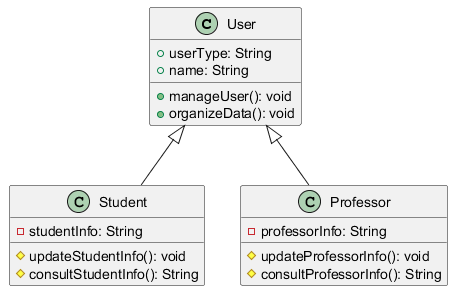 C User
userType: String
name: String
manageUser(): void
organizeData(): void
C Student
studentInfo: String
updateStudentInfo(): void
consultStudentInfo(): String
C Professor
professorInfo: String
updateProfessorInfo(): void
consultProfessorInfo(): String